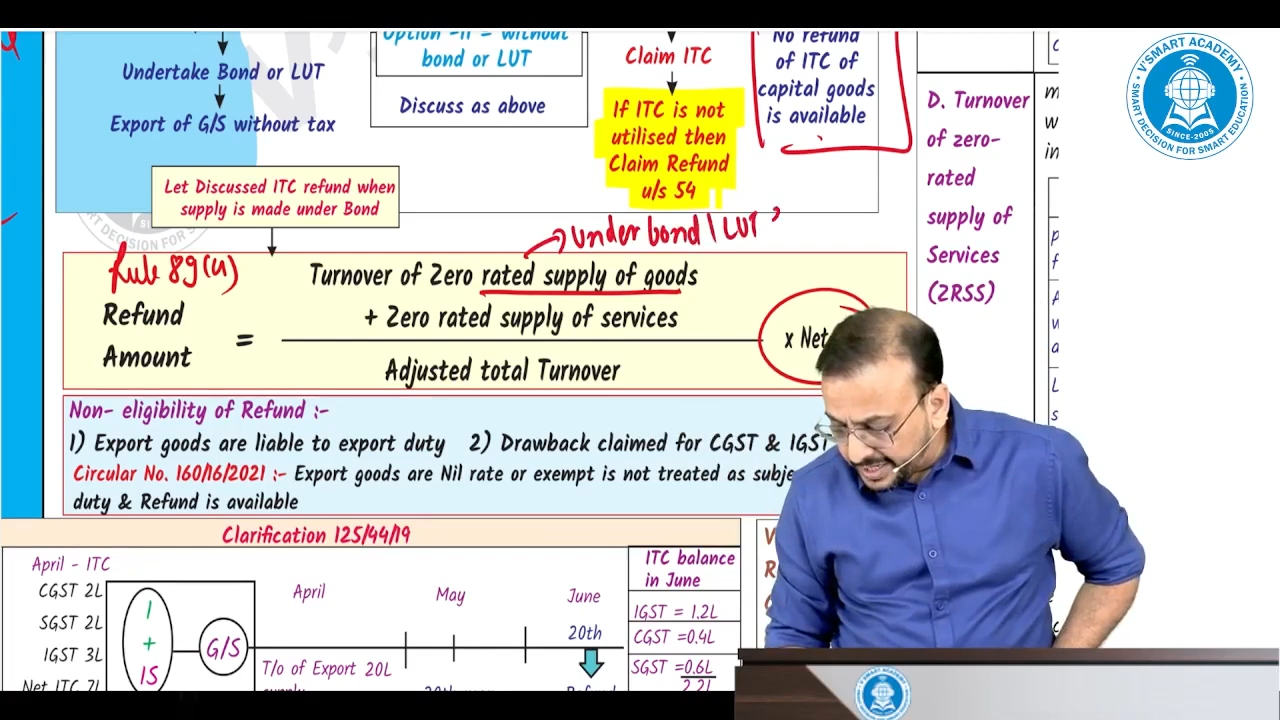 Option -II = without
bond or LUT
Discuss as above
Undertake Bond or LUT
Export of G/S without tax
Claim ITC
If ITC is not
utilised then
Claim Refund
u/s 54
No refund
of ITC of
capital goods
is available
D. Turnover
of zero-
rated
supply of
Services
(ZRSS)
V'SMART ACADEMY
SINCE-2005
SMART DECISION FOR SMART EDUCATION
Let Discussed ITC refund when
supply is made under Bond
under bond / LUT
Rule 89(4)
Refund
Amount
=
Turnover of Zero rated supply of goods
+ Zero rated supply of services
Adjusted total Turnover
x Net
Non- eligibility of Refund :-
1) Export goods are liable to export duty 2) Drawback claimed for CGST & IGST
Circular No. 160/16/2021 :- Export goods are Nil rate or exempt is not treated as
duty & Refund is available
Clarification 125/44/19
April - ITC
CGST 2L
SGST 2L
IGST 3L
Net ITC 7L
1
+
IS
G/S
April
May
June
20th
T/o of Export 20L
ITC balance
in June
IGST = 1.2L
CGST =0.4L
SGST =0.6L
2.2L